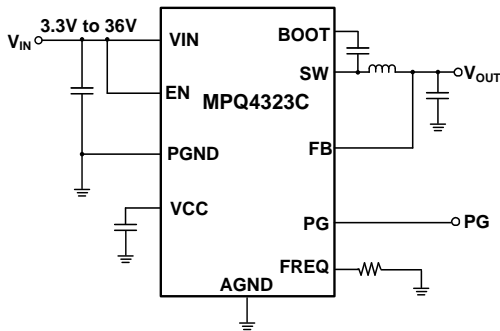 3.3V to 36V
VIN
VIN
BOOT
SW
VOUT
EN
MPQ4323C
PGND
FB
VCC
PG
PG
FREQ
AGND